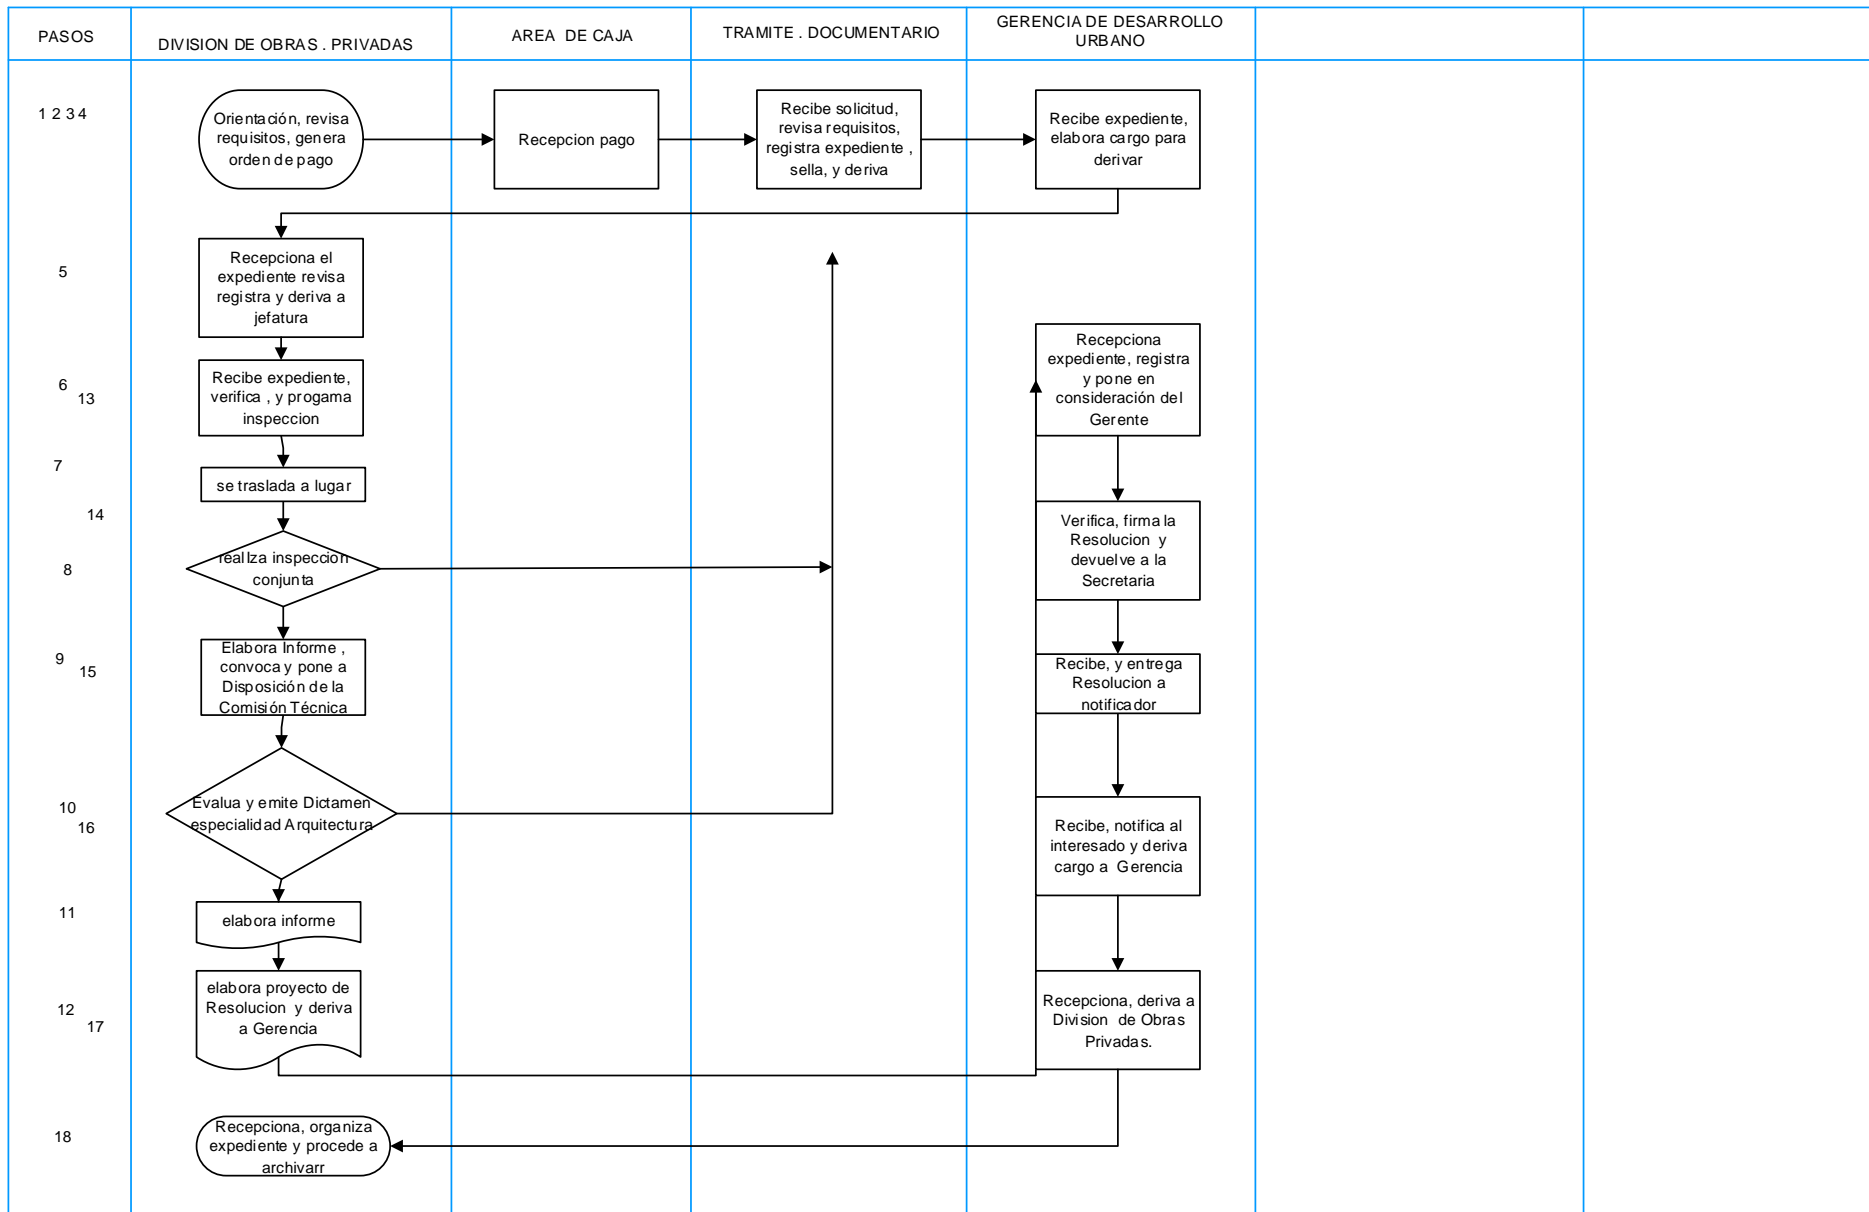 PASOS
DIVISION DE OBRAS . PRIVADAS
AREA DE CAJA
TRAMITE . DOCUMENTARIO
GERENCIA DE DESARROLLO
URBANO
1 2 3 4
Orientación, revisa
requisitos, genera
orden de pago
Recepcion pago
Recibe solicitud,
revisa requisitos,
registra expediente ,
sella, y deriva
Recibe expediente,
elabora cargo para
derivar
5
Recepciona el
expediente revisa
registra y deriva a
jefatura
6
13
Recibe expediente,
verifica , y progama
inspeccion
Recepciona
expediente, registra
y pone en
consideración del
Gerente
7
se traslada a lugar
14
Verifica, firma la
Resolucion y
devuelve a la
Secretaria
8
realIza inspeccion
conjunta
9
15
Elabora Informe ,
convoca y pone a
Disposición de la
Comisión Técnica
Recibe, y entrega
Resolucion a
notificador
10
16
Evalua y emite Dictamen
especialidad Arquitectura
Recibe, notifica al
interesado y deriva
cargo a Gerencia
11
elabora informe
12
17
elabora proyecto de
Resolucion y deriva
a Gerencia
Recepciona, deriva a
Division de Obras
Privadas.
18
Recepciona, organiza
expediente y procede a
archivarr